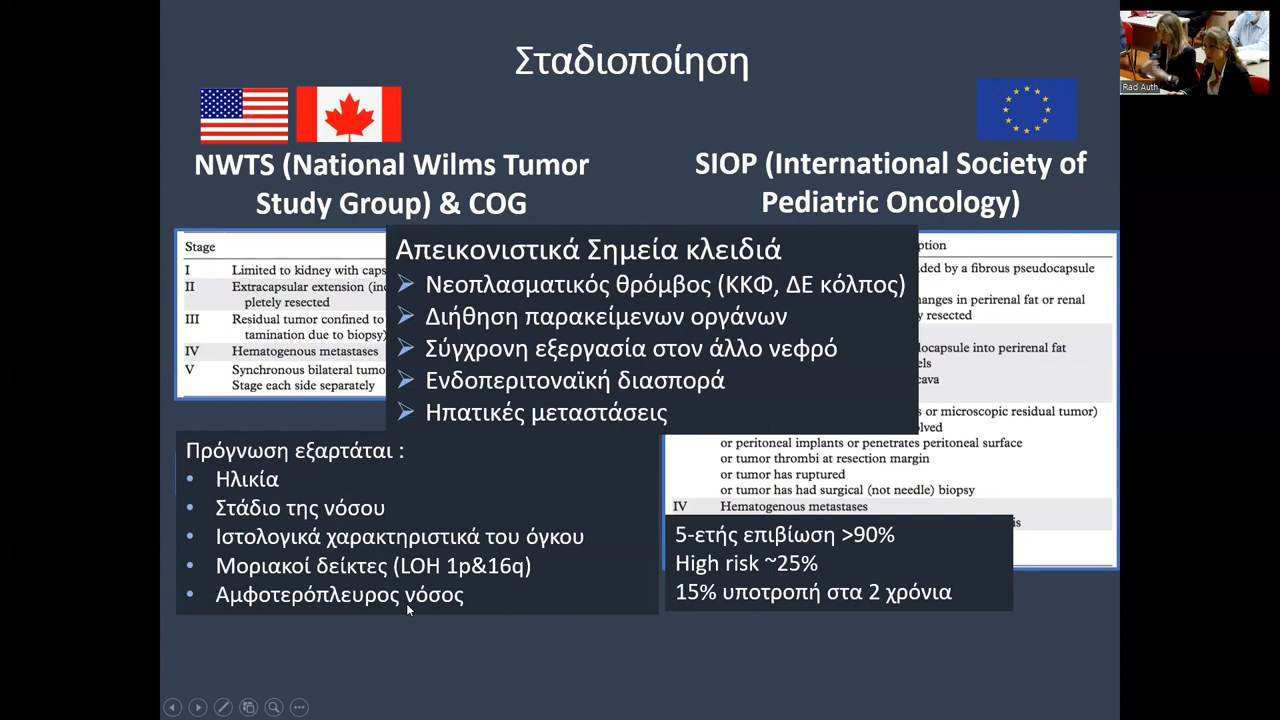 Σταδιοποίηση
NWTS (National Wilms Tumor
Study Group) & COG
SIOP (International Society of
Pediatric Oncology)
Stage
I Limited to kidney with caps
II Extracapsular extension (inc
pletely resected
III Residual tumor confined to
tamination due to biopsy)
IV Hematogenous metastases
V Synchronous bilateral tumo
Stage each side separately
Απεικονιστικά Σημεία κλειδιά
Νεοπλασματικός θρόμβος (ΚΚΦ, ΔΕ κόλπος)
Διήθηση παρακείμενων οργάνων
Σύγχρονη εξεργασία στον άλλο νεφρό
Ενδοπεριτοναϊκή διασπορά
Ηπατικές μεταστάσεις
ption
ded by a fibrous pseudocapsule
hanges in perirenal fat or renal
y resected
locapsule into perirenal fat
els
cava
s or microscopic residual tumor)
olved
or peritoneal implants or penetrates peritoneal surface
or tumor thrombi at resection margin
or tumor has ruptured
or tumor has had surgical (not needle) biopsy
IV Hematogenous metastases
is
Πρόγνωση εξαρτάται :
• Ηλικία
• Στάδιο της νόσου
• Ιστολογικά χαρακτηριστικά του όγκου
• Μοριακοί δείκτες (LOH 1p&16q)
• Αμφοτερόπλευρος νόσος
5-ετής επιβίωση >90%
High risk ~25%
15% υποτροπή στα 2 χρόνια
Rad Auth